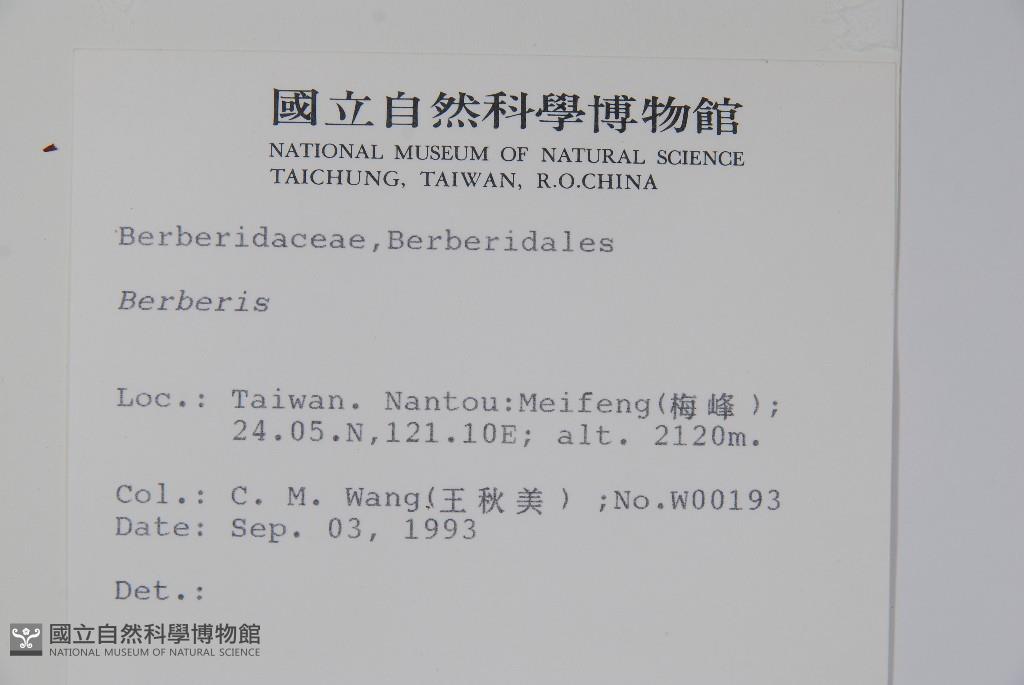 國立自然科學博物館
NATIONAL MUSEUM OF NATURAL SCIENCE
TAICHUNG, TAIWAN, R.O.CHINA
Berberidaceae,Berberidales
Berberis
Loc.: Taiwan. Nantou:Meifeng(梅峰);
24.05.N,121.10E; alt. 2120m.
Col.: C. M. Wang(王秋美) ;No.W00193
Date: Sep. 03, 1993
Det.:
國立自然科學博物館
NATIONAL MUSEUM OF NATURAL SCIENCE